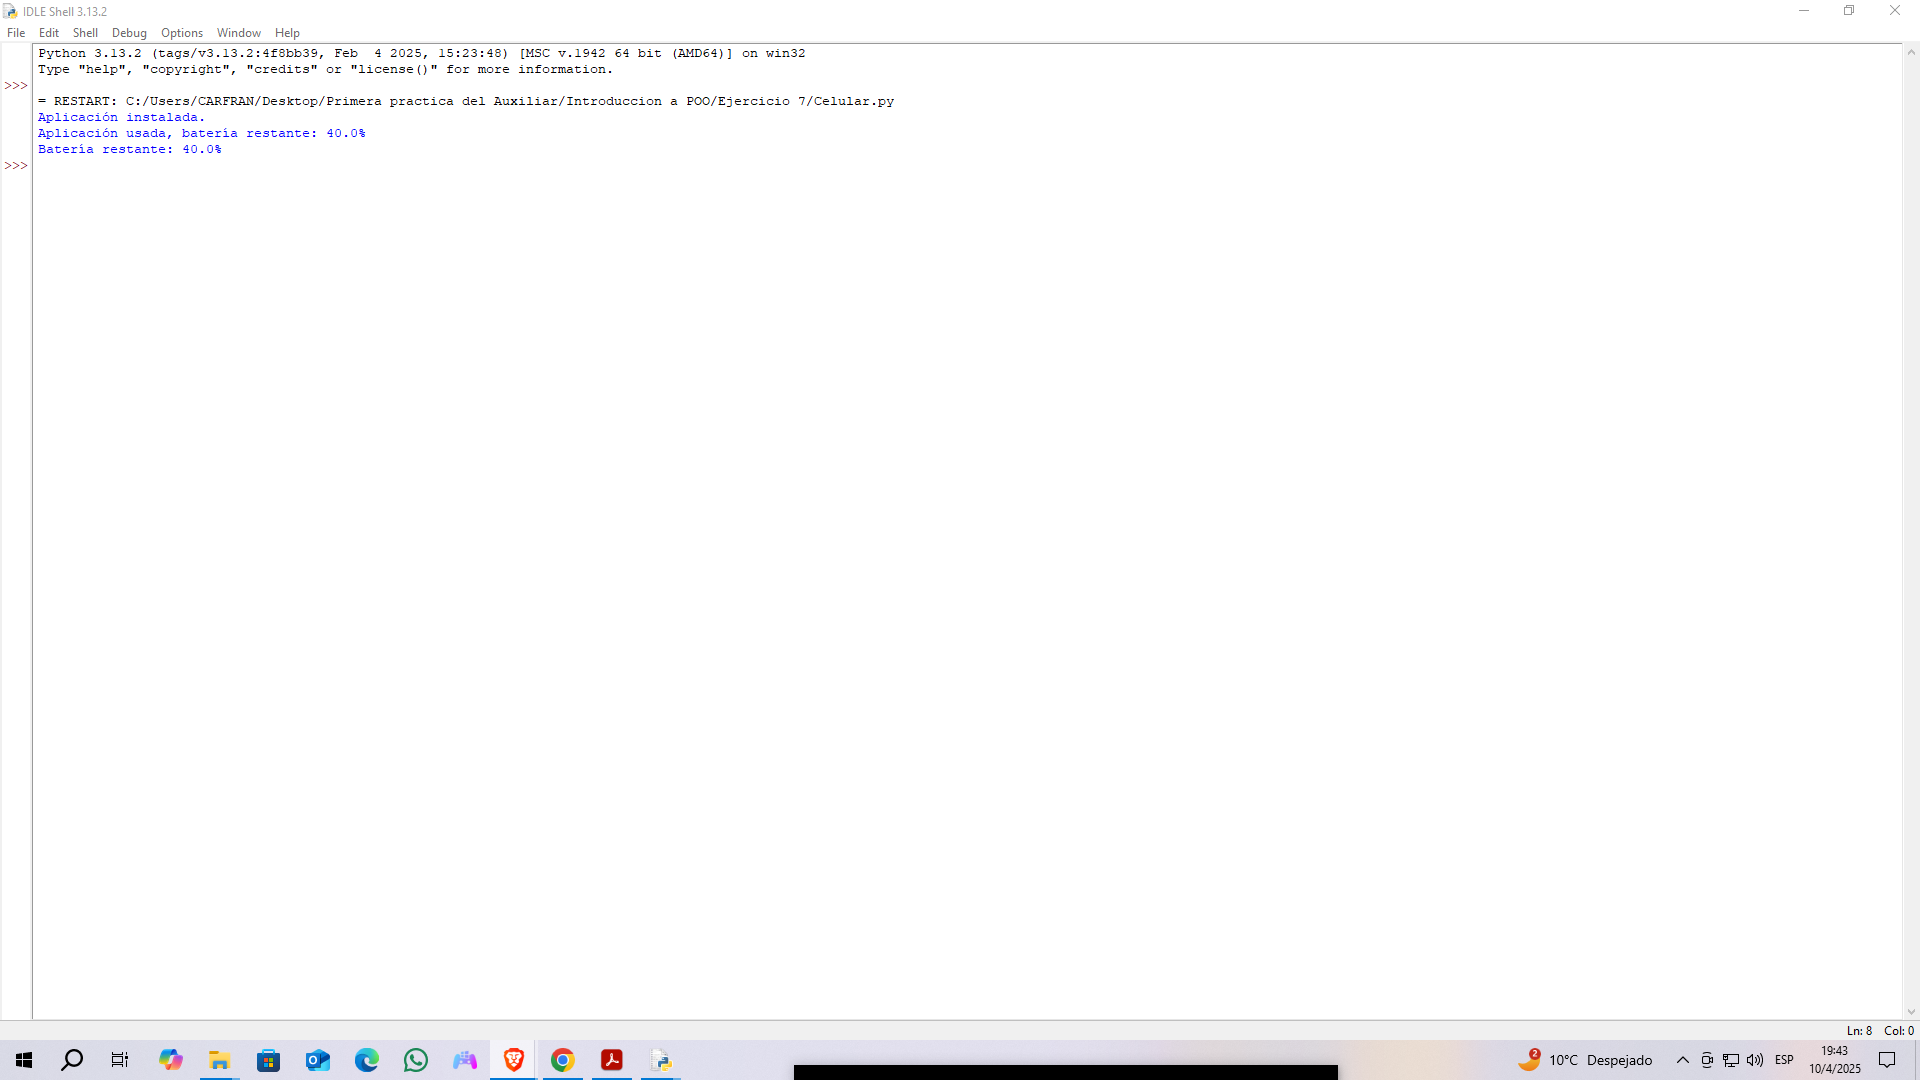 IDLE Shell 3.13.2
File Edit Shell Debug Options Window Help
Python 3.13.2 (tags/v3.13.2:4f8bb39, Feb  4 2025, 15:23:48) [MSC v.1942 64 bit (AMD64)] on win32
Type "help", "copyright", "credits" or "license()" for more information.
>>>
= RESTART: C:/Users/CARFRAN/Desktop/Primera practica del Auxiliar/Introduccion a POO/Ejercicio 7/Celular.py
Aplicación instalada.
Aplicación usada, batería restante: 40.0%
Batería restante: 40.0%
>>>
Ln: 8 Col: 0
2
10°C Despejado
ESP
19:43
10/4/2025